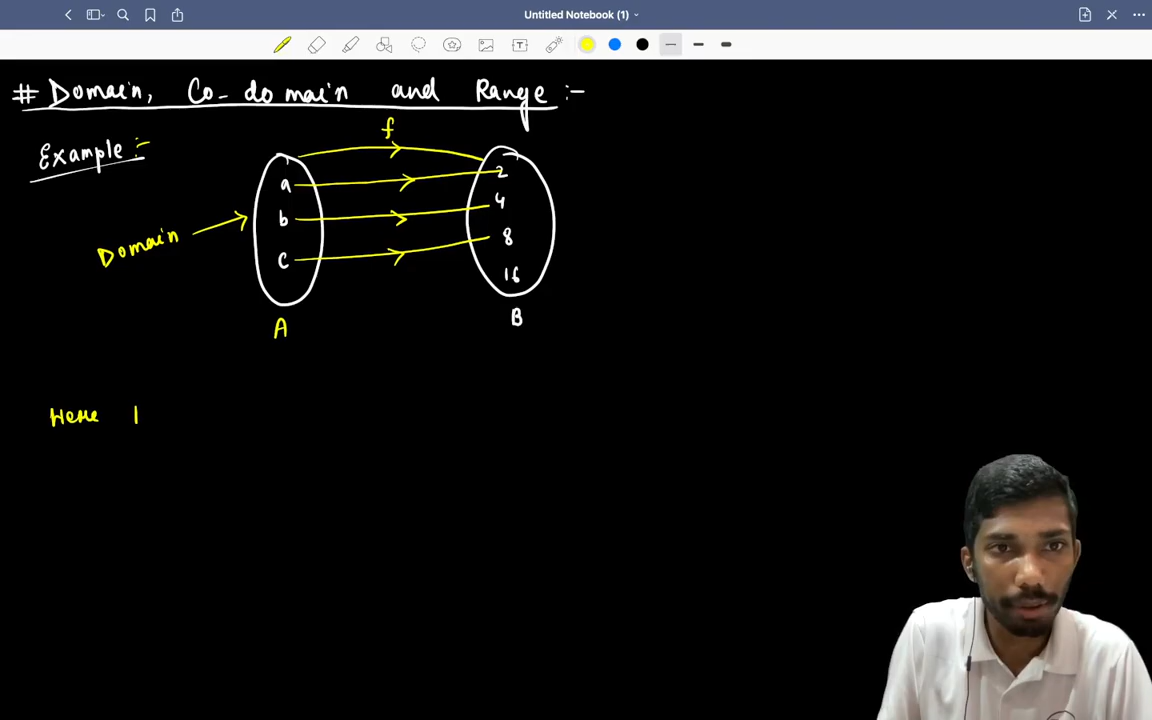 Untitled Notebook (1)
# Domain, Co-domain and Range :-
Example :-
f
a
b
c
2
4
8
16
Domain
A
B
Here